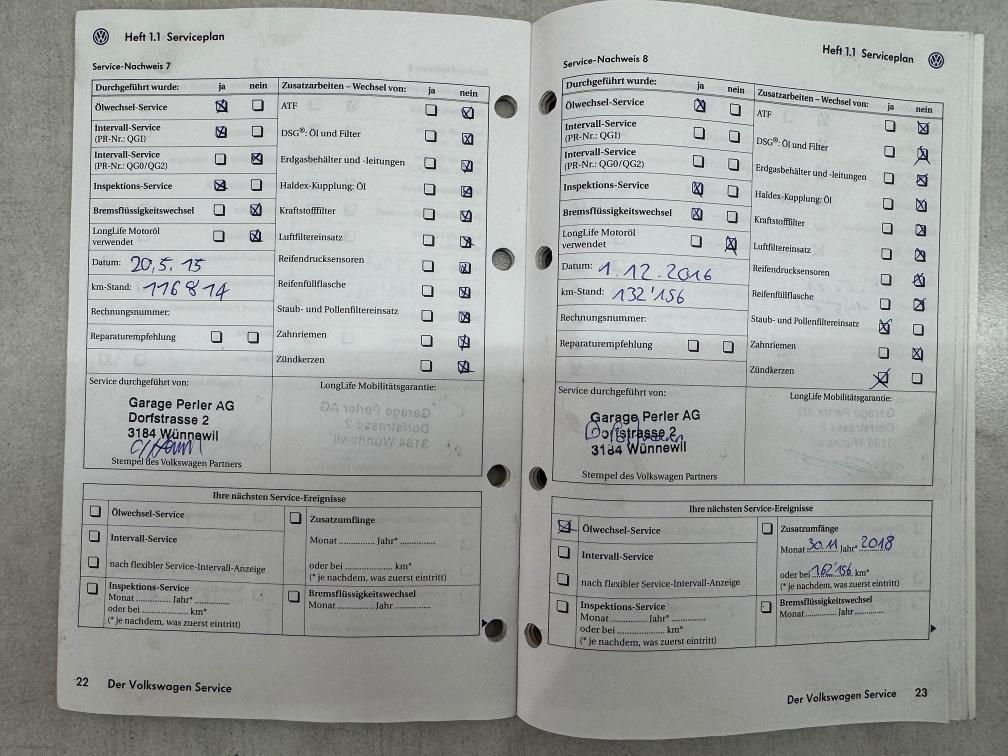 Heft 1.1 Serviceplan
Service-Nachweis 7
Durchgeführt wurde: ja nein
Ölwechsel-Service
Intervall-Service
(PR-Nr.: QG1)
Intervall-Service
(PR-Nr.: QG0/QG2)
Inspektions-Service
Bremsflüssigkeitswechsel
LongLife Motoröl
verwendet
Datum: 20.5.15
km-Stand: 116814
Rechnungsnummer:
Reparaturempfehlung
Zusatzarbeiten – Wechsel von: ja nein
ATF
DSG®: Öl und Filter
Erdgasbehälter und -leitungen
Haldex-Kupplung: Öl
Kraftstofffilter
Luftfiltereinsatz
Reifendrucksensoren
Reifenfüllflasche
Staub- und Pollenfiltereinsatz
Zahnriemen
Zündkerzen
Service durchgeführt von:
Garage Perler AG
Dorfstrasse 2
3184 Wünnewil
Stempel des Volkswagen Partners
LongLife Mobilitätsgarantie:
Ihre nächsten Service-Ereignisse
Ölwechsel-Service
Intervall-Service
nach flexibler Service-Intervall-Anzeige
Inspektions-Service
Monat ............ Jahr* ............
oder bei .................... km*
(* je nachdem, was zuerst eintritt)
Zusatzumfänge
Monat ............ Jahr* ............
oder bei .................... km*
(* je nachdem, was zuerst eintritt)
Bremsflüssigkeitswechsel
Monat ............ Jahr ............
22 Der Volkswagen Service
Heft 1.1 Serviceplan
Service-Nachweis 8
Durchgeführt wurde: ja nein
Ölwechsel-Service
Intervall-Service
(PR-Nr.: QG1)
Intervall-Service
(PR-Nr.: QG0/QG2)
Inspektions-Service
Bremsflüssigkeitswechsel
LongLife Motoröl
verwendet
Datum: 1.12.2016
km-Stand: 132'156
Rechnungsnummer:
Reparaturempfehlung
Zusatzarbeiten – Wechsel von: ja nein
ATF
DSG®: Öl und Filter
Erdgasbehälter und -leitungen
Haldex-Kupplung: Öl
Kraftstofffilter
Luftfiltereinsatz
Reifendrucksensoren
Reifenfüllflasche
Staub- und Pollenfiltereinsatz
Zahnriemen
Zündkerzen
Service durchgeführt von:
Garage Perler AG
Dorfstrasse 2
3184 Wünnewil
Stempel des Volkswagen Partners
LongLife Mobilitätsgarantie:
Ihre nächsten Service-Ereignisse
Ölwechsel-Service
Intervall-Service
nach flexibler Service-Intervall-Anzeige
Inspektions-Service
Monat ............ Jahr* ............
oder bei .................... km*
(* je nachdem, was zuerst eintritt)
Zusatzumfänge
Monat 30.11 Jahr* 2018
oder bei 162'156 km*
(* je nachdem, was zuerst eintritt)
Bremsflüssigkeitswechsel
Monat ............ Jahr ............
Der Volkswagen Service 23